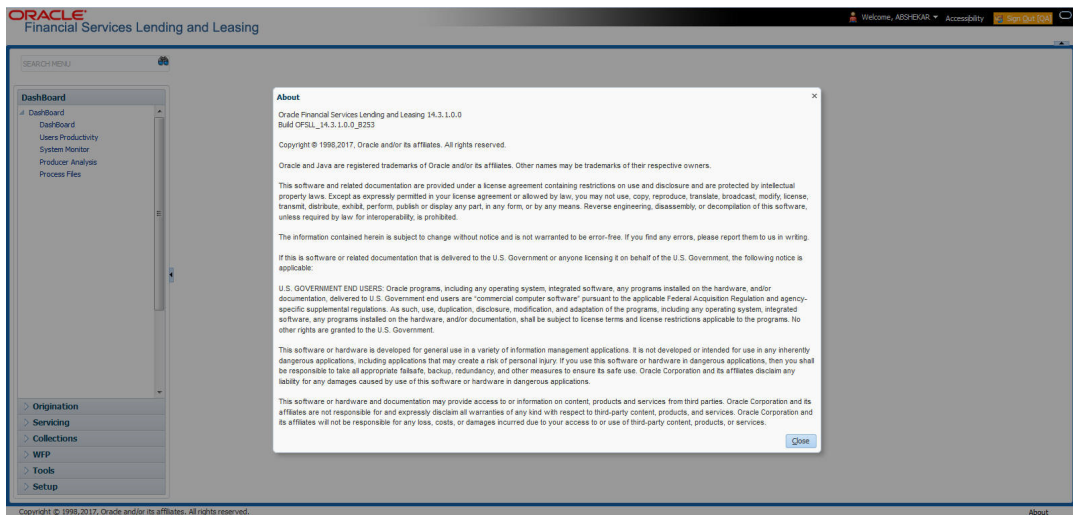 ORACLE
Financial Services Lending and Leasing
Welcome, ABSHEKAR
Accessibility
Sign Out [QA]
SEARCH MENU
DashBoard
DashBoard
DashBoard
Users Productivity
System Monitor
Producer Analysis
Process Files
Origination
Servicing
Collections
WFP
Tools
Setup
About
Oracle Financial Services Lending and Leasing 14.3.1.0.0
Build OFSLL_14.3.1.0.0_B253
Copyright © 1998,2017, Oracle and/or its affiliates. All rights reserved.
Oracle and Java are registered trademarks of Oracle and/or its affiliates. Other names may be trademarks of their respective owners.
This software and related documentation are provided under a license agreement containing restrictions on use and disclosure and are protected by intellectual
property laws. Except as expressly permitted in your license agreement or allowed by law, you may not use, copy, reproduce, translate, broadcast, modify, license,
transmit, distribute, exhibit, perform, publish or display any part, in any form, or by any means. Reverse engineering, disassembly, or decompilation of this software,
unless required by law for interoperability, is prohibited.
The information contained herein is subject to change without notice and is not warranted to be error-free. If you find any errors, please report them to us in writing.
If this is software or related documentation that is delivered to the U.S. Government or anyone licensing it on behalf of the U.S. Government, the following notice is
applicable:
U.S. GOVERNMENT END USERS: Oracle programs, including any operating system, integrated software, any programs installed on the hardware, and/or
documentation, delivered to U.S. Government end users are "commercial computer software" pursuant to the applicable Federal Acquisition Regulation and agency-
specific supplemental regulations. As such, use, duplication, disclosure, modification, and adaptation of the programs, including any operating system, integrated
software, any programs installed on the hardware, and/or documentation, shall be subject to license terms and license restrictions applicable to the programs. No
other rights are granted to the U.S. Government.
This software or hardware is developed for general use in a variety of information management applications. It is not developed or intended for use in any inherently
dangerous applications, including applications that may create a risk of personal injury. If you use this software or hardware in dangerous applications, then you shall
be responsible to take all appropriate failsafe, backup, redundancy, and other measures to ensure its safe use. Oracle Corporation and its affiliates disclaim any
liability for any damages caused by use of this software or hardware in dangerous applications.
This software or hardware and documentation may provide access to or information on content, products and services from third parties. Oracle Corporation and its
affiliates are not responsible for and expressly disclaim all warranties of any kind with respect to third-party content, products, and services. Oracle Corporation and
its affiliates will not be responsible for any loss, costs, or damages incurred due to your access to or use of third-party content, products, or services.
Close
Copyright © 1998,2017, Oracle and/or its affiliates. All rights reserved.
About